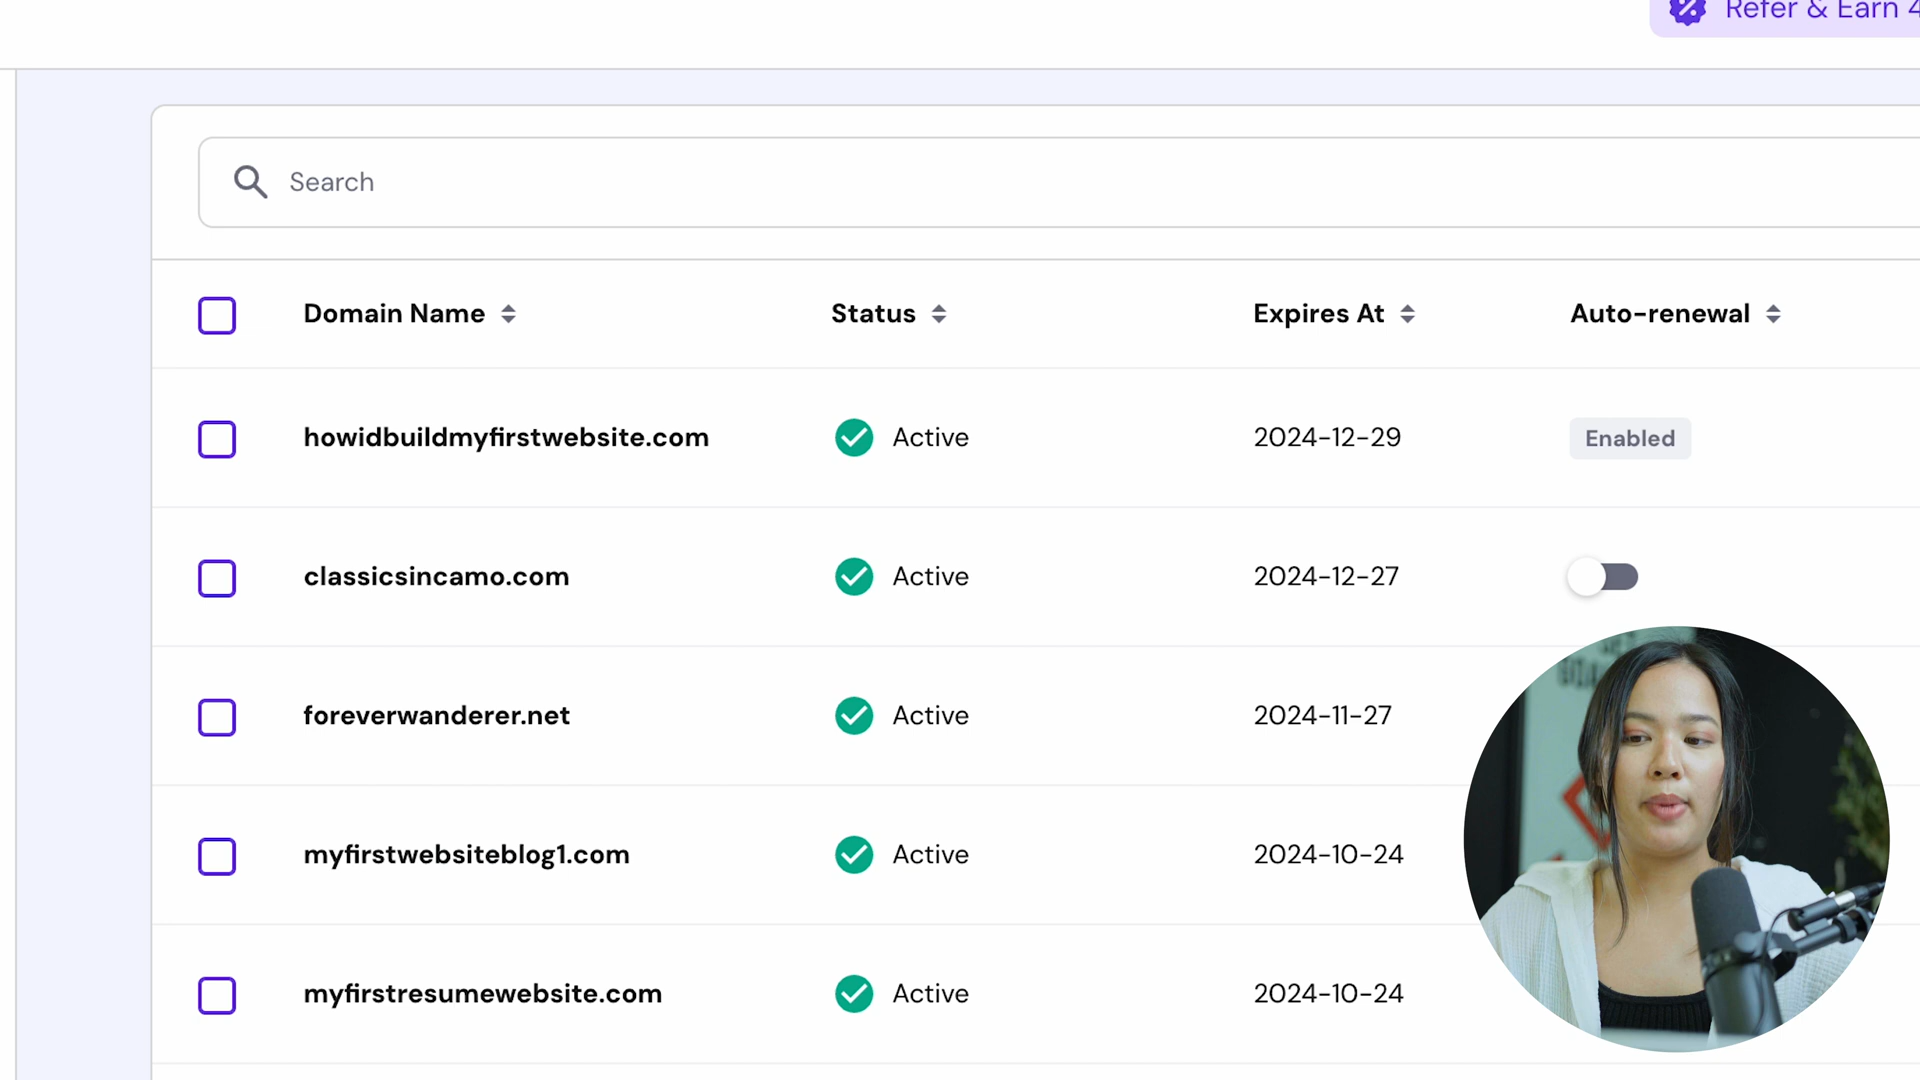 Refer & Earn 4
Search
Domain Name Status Expires At Auto-renewal
howidbuildmyfirstwebsite.com Active 2024-12-29 Enabled
classicsincamo.com Active 2024-12-27
foreverwanderer.net Active 2024-11-27
myfirstwebsiteblog1.com Active 2024-10-24
myfirstresumewebsite.com Active 2024-10-24